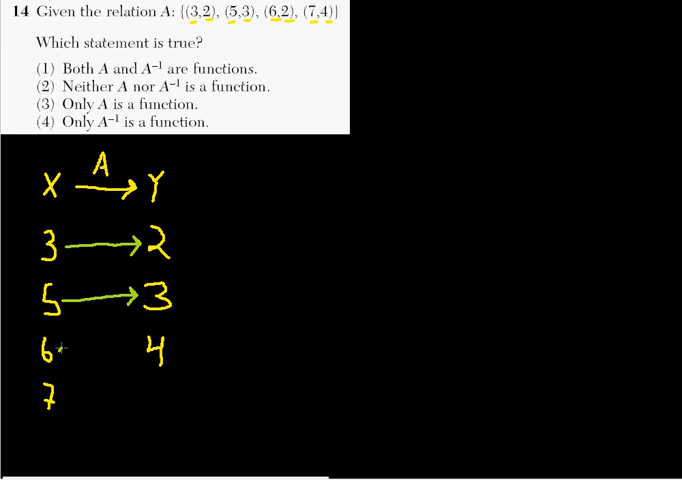 14 Given the relation A: {(3,2), (5,3), (6,2), (7,4)}
Which statement is true?
(1) Both A and A⁻¹ are functions.
(2) Neither A nor A⁻¹ is a function.
(3) Only A is a function.
(4) Only A⁻¹ is a function.
A
X → Y
3 → 2
5 → 3
6 4
7